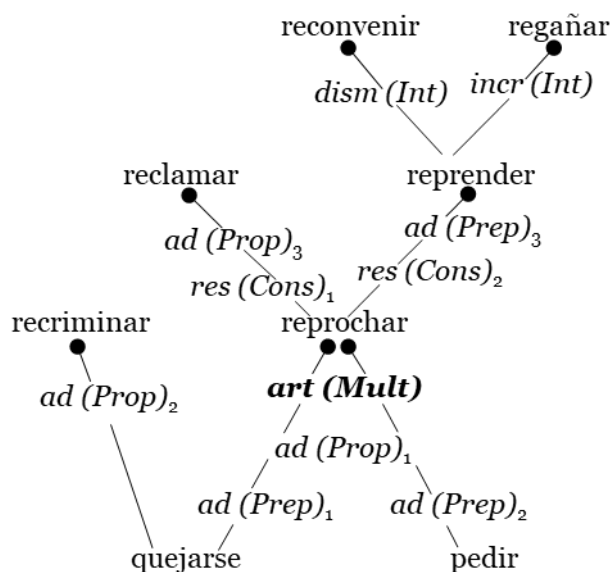 reconvenir regañar
dism (Int) incr (Int)
reclamar reprender
ad (Prop)₃ ad (Prep)₃
res (Cons)₁ res (Cons)₂
recriminar reprochar
ad (Prop)₂ art (Mult)
ad (Prop)₁
ad (Prep)₁ ad (Prep)₂
quejarse pedir